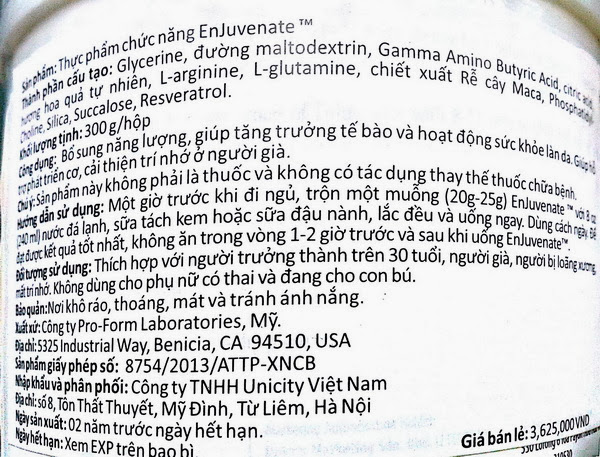 Sản phẩm: Thực phẩm chức năng EnJuvenate™
Thành phần cấu tạo: Glycerine, đường maltodextrin, Gamma Amino Butyric Acid, citric
hương hoa quả tự nhiên, L-arginine, L-glutamine, chiết xuất Rễ cây Maca,
Choline, Silica, Succalose, Resveratrol.
Khối lượng tịnh: 300 g/hộp
Công dụng: Bổ sung năng lượng, giúp tăng trưởng tế bào và hoạt động sức khỏe làn da. Giúp hỗ
trợ phát triển cơ, cải thiện trí nhớ ở người già.
Chú ý: Sản phẩm này không phải là thuốc và không có tác dụng thay thế thuốc chữa bệnh.
Hướng dẫn sử dụng: Một giờ trước khi đi ngủ, trộn một muỗng (20g-25g) EnJuvenate™ với 8 oz
(240 ml) nước đá lạnh, sữa tách kem hoặc sữa đậu nành, lắc đều và uống ngay. Dùng cách ngày. Để
đạt được kết quả tốt nhất, không ăn trong vòng 1-2 giờ trước và sau khi uống EnJuvenate™.
Đối tượng sử dụng: Thích hợp với người trưởng thành trên 30 tuổi, người già, người bị loãng xương,
mất trí nhớ. Không dùng cho phụ nữ có thai và đang cho con bú.
Bảo quản: Nơi khô ráo, thoáng, mát và tránh ánh nắng.
Xuất xứ: Công ty Pro-Form Laboratories, Mỹ.
Địa chỉ: 5325 Industrial Way, Benicia, CA 94510, USA
Sản phẩm giấy phép số: 8754/2013/ATTP-XNCB
Nhập khẩu và phân phối: Công ty TNHH Unicity Việt Nam
Địa chỉ: số 8, Tôn Thất Thuyết, Mỹ Đình, Từ Liêm, Hà Nội
Ngày sản xuất: 02 năm trước ngày hết hạn.
Ngày hết hạn: Xem EXP trên bao bì.
Giá bán lẻ: 3,625,000VND